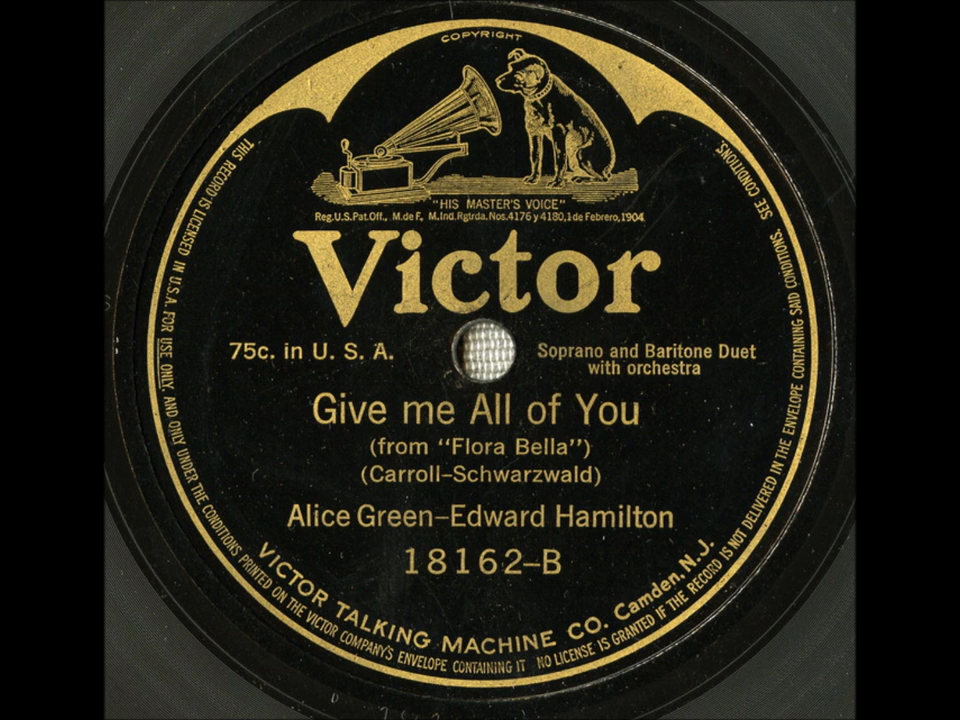 COPYRIGHT
"HIS MASTER'S VOICE"
Reg.U.S.Pat.Off., M.de F., M.Ind.Rgtrda.Nos.4176 y 4180,1 de Febrero,1904.
Victor
75c. in U. S. A.
Soprano and Baritone Duet
with orchestra
Give me All of You
(from "Flora Bella")
(Carroll-Schwarzwald)
Alice Green-Edward Hamilton
18162-B
VICTOR TALKING MACHINE CO. Camden, N.J.
THIS RECORD IS LICENSED IN U.S.A. FOR USE ONLY, AND ONLY UNDER THE CONDITIONS PRINTED ON THE VICTOR COMPANY'S ENVELOPE CONTAINING IT
NO LICENSE IS GRANTED IF THE RECORD IS NOT DELIVERED IN THE ENVELOPE CONTAINING SAID CONDITIONS. SEE CONDITIONS.